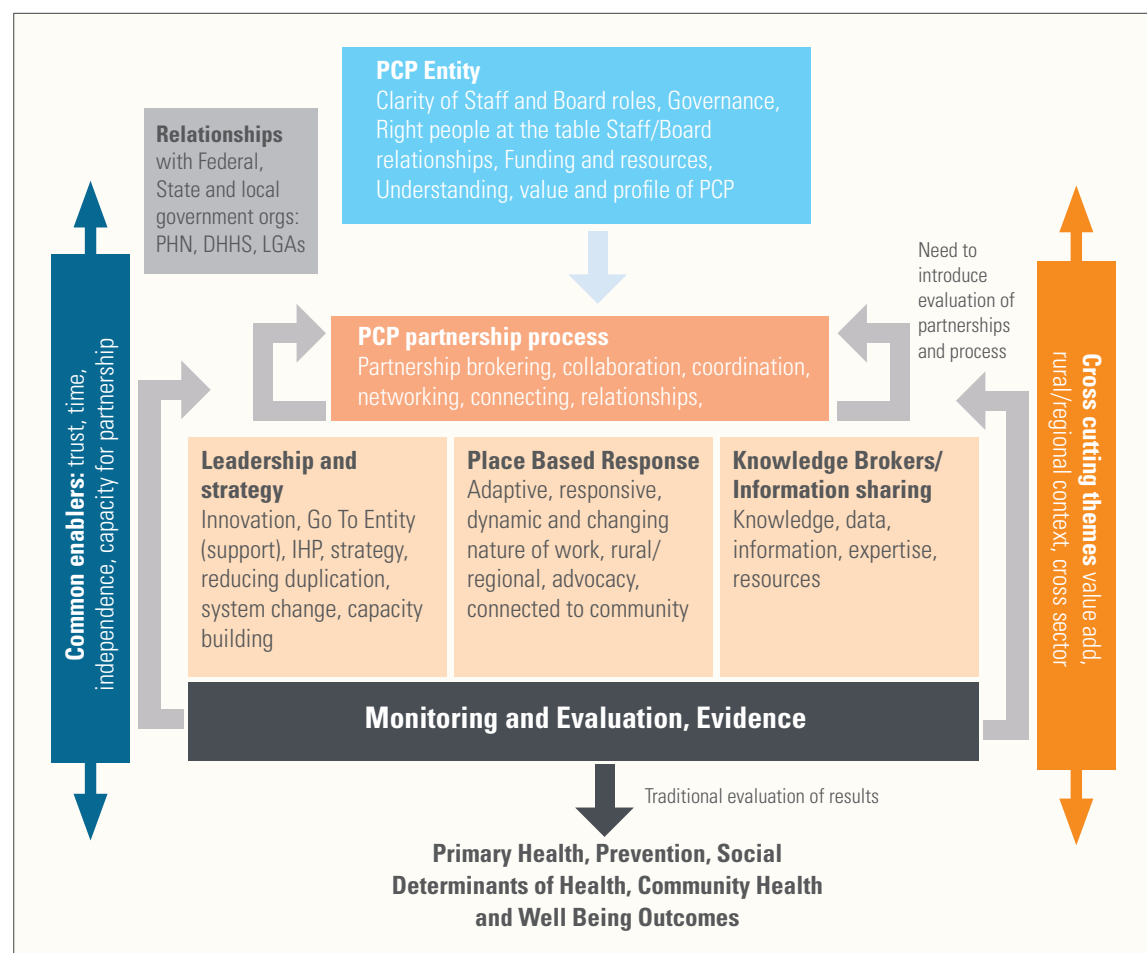 PCP Entity
Clarity of Staff and Board roles, Governance,
Right people at the table Staff/Board
relationships, Funding and resources,
Understanding, value and profile of PCP
Relationships
with Federal,
State and local
government orgs:
PHN, DHHS, LGAs
Common enablers: trust, time,
independence, capacity for partnership
Need to
introduce
evaluation of
partnerships
and process
Cross cutting themes value add,
rural/regional context, cross sector
PCP partnership process
Partnership brokering, collaboration, coordination,
networking, connecting, relationships,
Leadership and
strategy
Innovation, Go To Entity
(support), IHP, strategy,
reducing duplication,
system change, capacity
building
Place Based Response
Adaptive, responsive,
dynamic and changing
nature of work, rural/
regional, advocacy,
connected to community
Knowledge Brokers/
Information sharing
Knowledge, data,
information, expertise,
resources
Monitoring and Evaluation, Evidence
Traditional evaluation of results
Primary Health, Prevention, Social
Determinants of Health, Community Health
and Well Being Outcomes